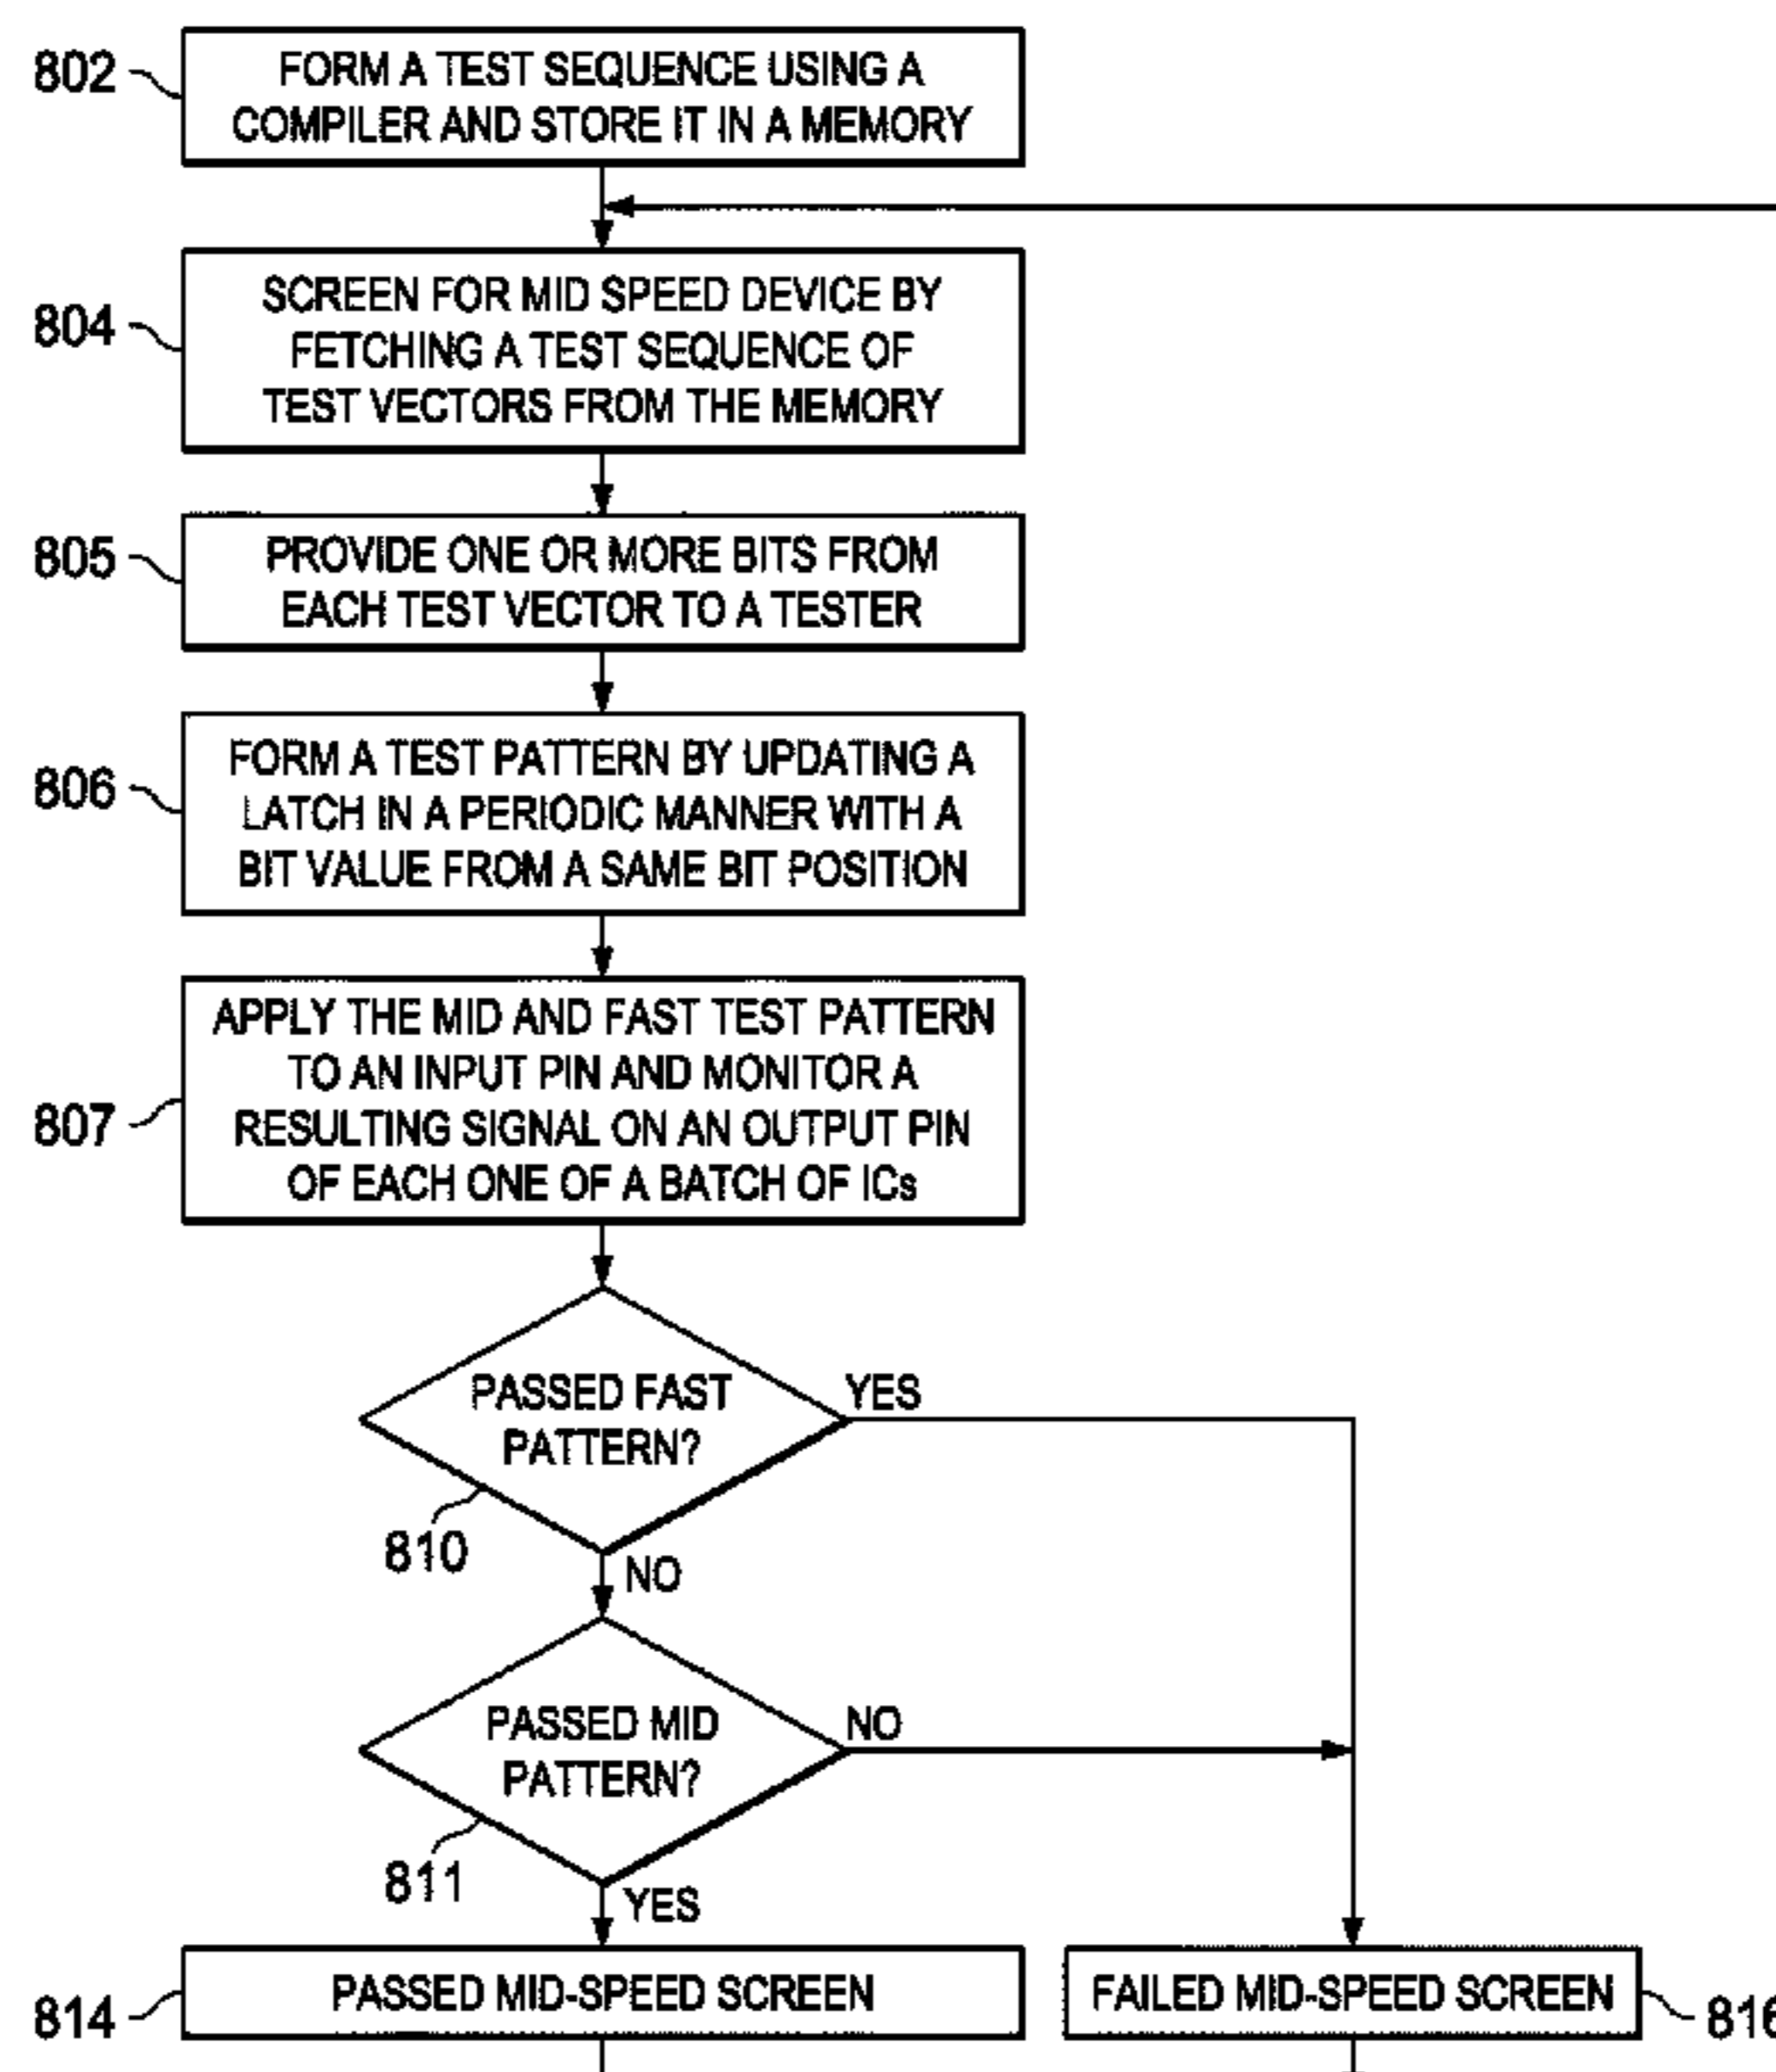 802
FORM A TEST SEQUENCE USING A
COMPILER AND STORE IT IN A MEMORY
804
SCREEN FOR MID SPEED DEVICE BY
FETCHING A TEST SEQUENCE OF
TEST VECTORS FROM THE MEMORY
805
PROVIDE ONE OR MORE BITS FROM
EACH TEST VECTOR TO A TESTER
806
FORM A TEST PATTERN BY UPDATING A
LATCH IN A PERIODIC MANNER WITH A
BIT VALUE FROM A SAME BIT POSITION
807
APPLY THE MID AND FAST TEST PATTERN
TO AN INPUT PIN AND MONITOR A
RESULTING SIGNAL ON AN OUTPUT PIN
OF EACH ONE OF A BATCH OF ICs
PASSED FAST
PATTERN?
YES
810
NO
PASSED MID
PATTERN?
NO
811
YES
814
PASSED MID-SPEED SCREEN
FAILED MID-SPEED SCREEN
816